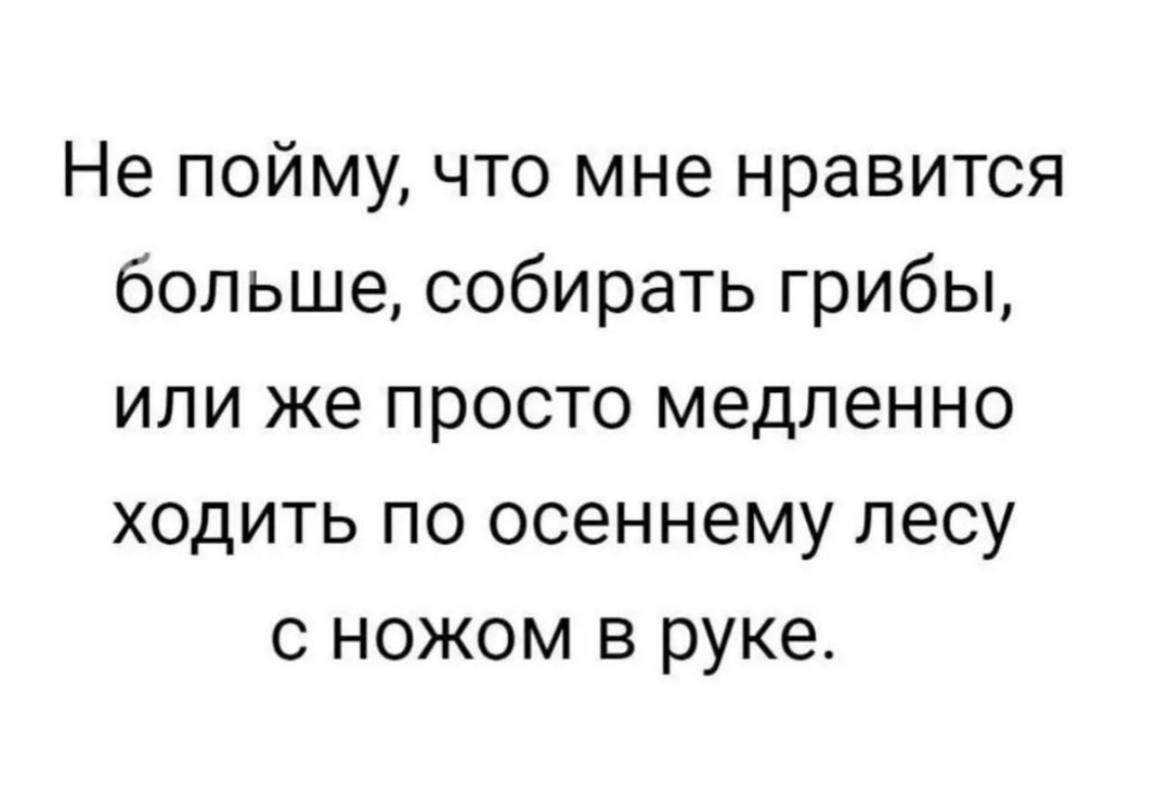 Не пойму, что мне нравится
больше, собирать грибы,
или же просто медленно
ходить по осеннему лесу
с ножом в руке.